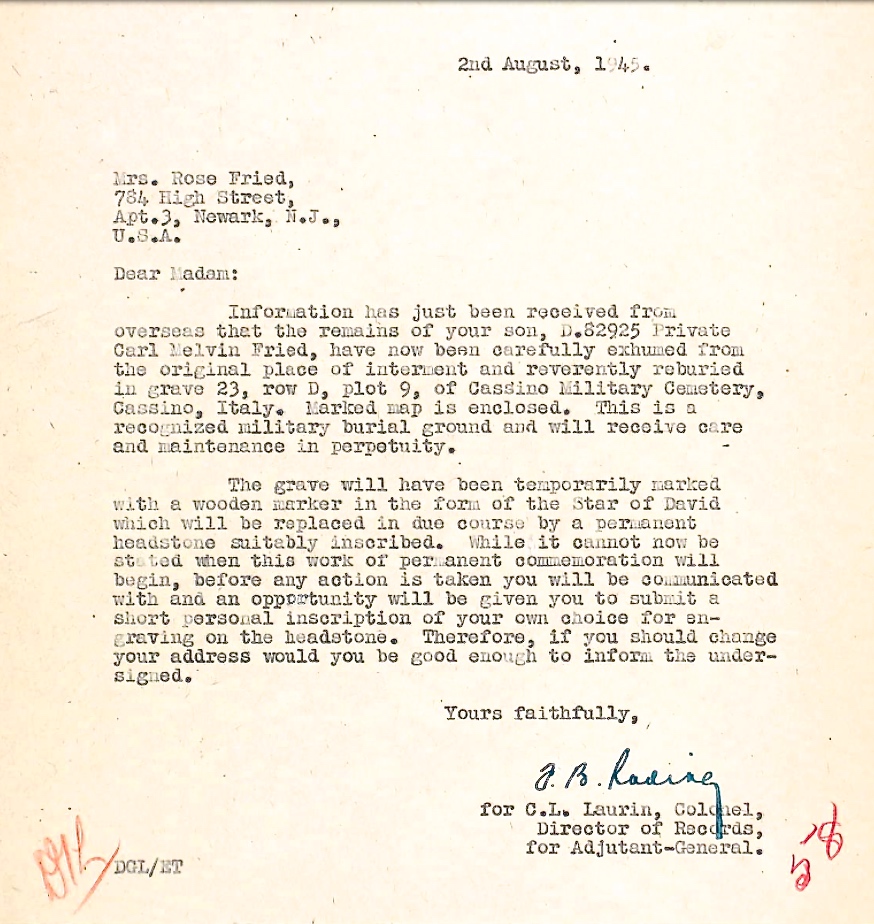 2nd August, 1945.
Mrs. Rose Fried,
784 High Street,
Apt.3, Newark, N.J.,
U.S.A.
Dear Madam:
Information has just been received from
overseas that the remains of your son, D.82925 Private
Carl Melvin Fried, have now been carefully exhumed from
the original place of interment and reverently reburied
in grave 23, row D, plot 9, of Cassino Military Cemetery,
Cassino, Italy. Marked map is enclosed. This is a
recognized military burial ground and will receive care
and maintenance in perpetuity.
The grave will have been temporarily marked
with a wooden marker in the form of the Star of David
which will be replaced in due course by a permanent
headstone suitably inscribed. While it cannot now be
stated when this work of permanent commemoration will
begin, before any action is taken you will be communicated
with and an opportunity will be given you to submit a
short personal inscription of your own choice for en-
graving on the headstone. Therefore, if you should change
your address would you be good enough to inform the under-
signed.
Yours faithfully,
for C.L. Laurin, Colonel,
Director of Records,
for Adjutant-General.
DGL/ET